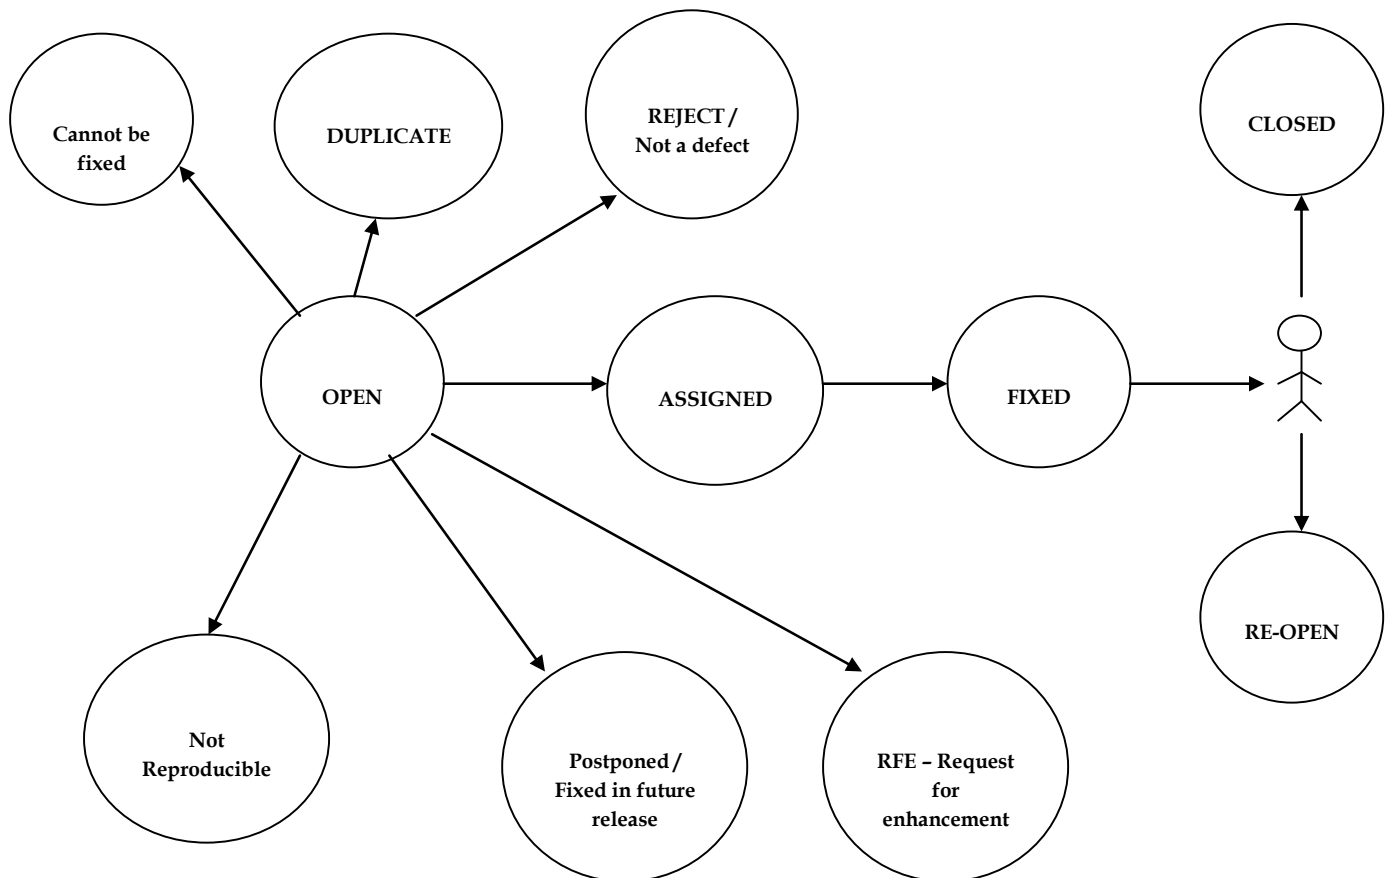 Cannot be
fixed
DUPLICATE
REJECT /
Not a defect
CLOSED
OPEN
ASSIGNED
FIXED
RE-OPEN
Not
Reproducible
Postponed /
Fixed in future
release
RFE – Request
for
enhancement